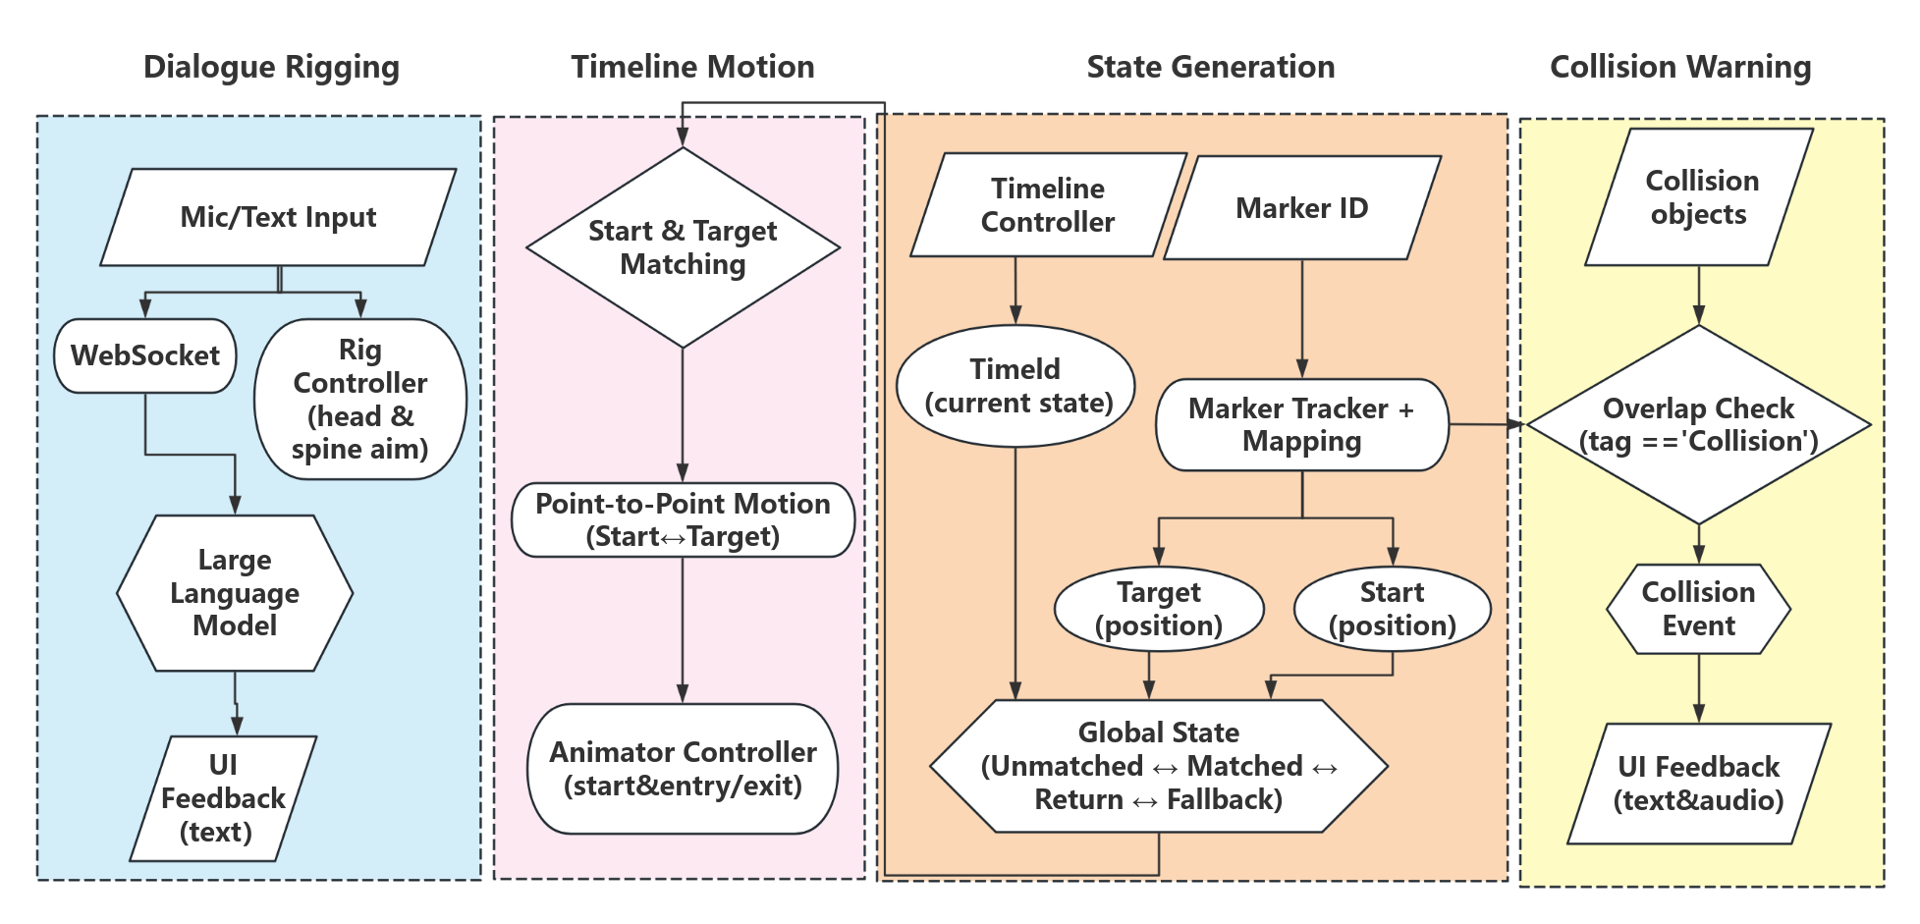 Dialogue Rigging
Mic/Text Input
WebSocket
Rig
Controller
(head &
spine aim)
Large
Language
Model
UI
Feedback
(text)
Timeline Motion
Start & Target
Matching
Point-to-Point Motion
(Start↔Target)
Animator Controller
(start&entry/exit)
State Generation
Timeline
Controller
Marker ID
TimeId
(current state)
Marker Tracker +
Mapping
Target
(position)
Start
(position)
Global State
(Unmatched ↔ Matched ↔
Return ↔ Fallback)
Collision Warning
Collision
objects
Overlap Check
(tag =='Collision')
Collision
Event
UI Feedback
(text&audio)